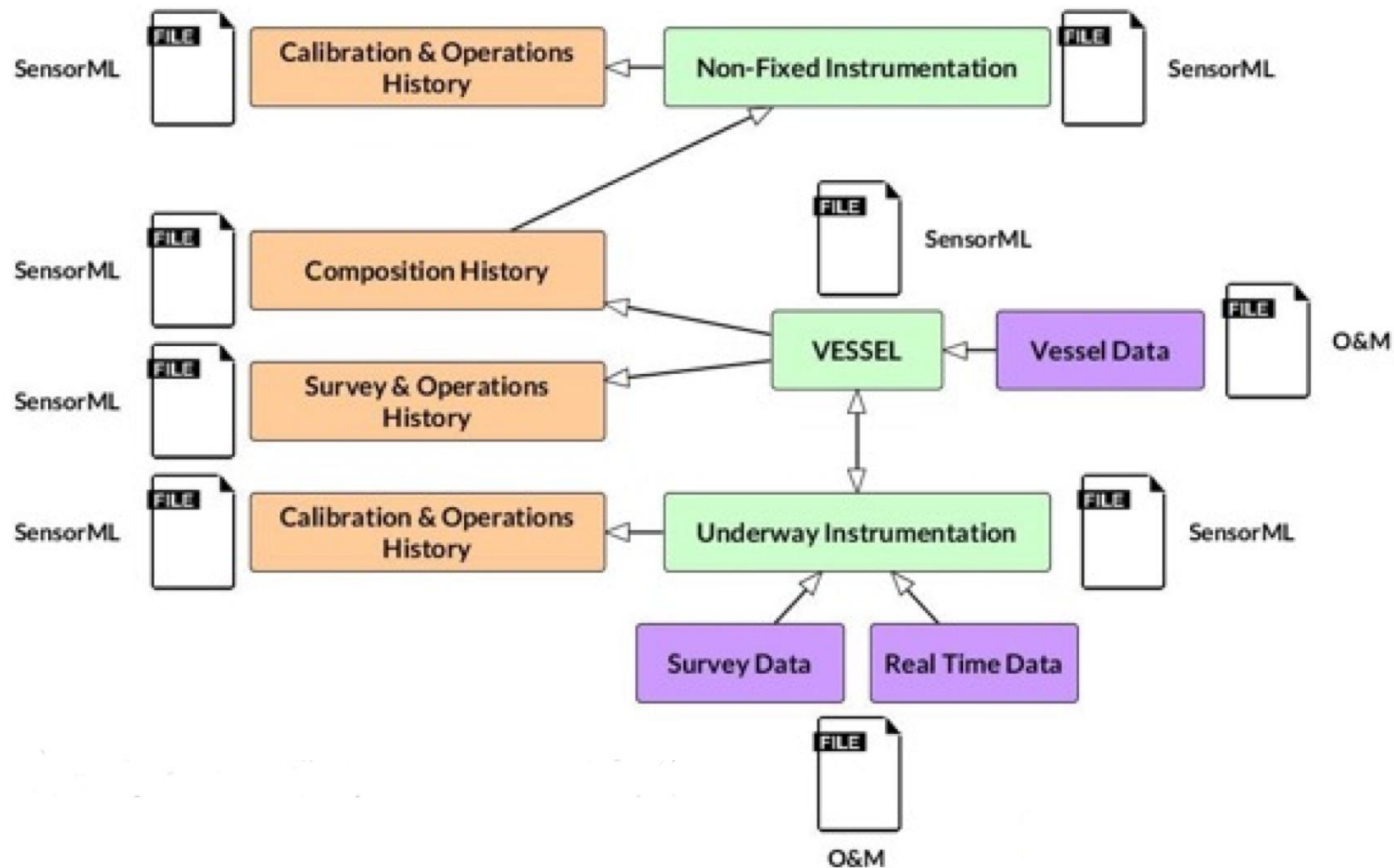 FILE
SensorML
Calibration & Operations
History
Non-Fixed Instrumentation
FILE
SensorML
FILE
SensorML
FILE
SensorML
Composition History
FILE
O&M
VESSEL
Vessel Data
FILE
SensorML
Survey & Operations
History
FILE
SensorML
Calibration & Operations
History
Underway Instrumentation
FILE
SensorML
Survey Data
Real Time Data
FILE
O&M